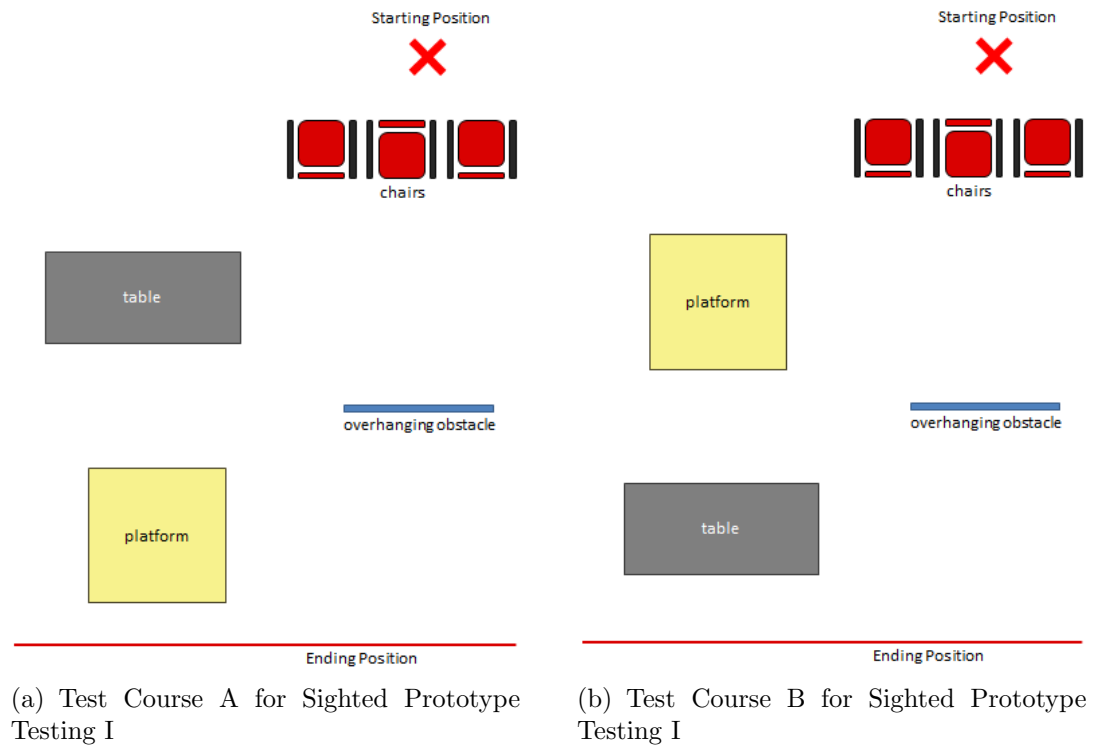 Starting Position
chairs
table
overhanging obstacle
platform
Ending Position
(a) Test Course A for Sighted Prototype
Testing I
Starting Position
chairs
platform
overhanging obstacle
table
Ending Position
(b) Test Course B for Sighted Prototype
Testing I